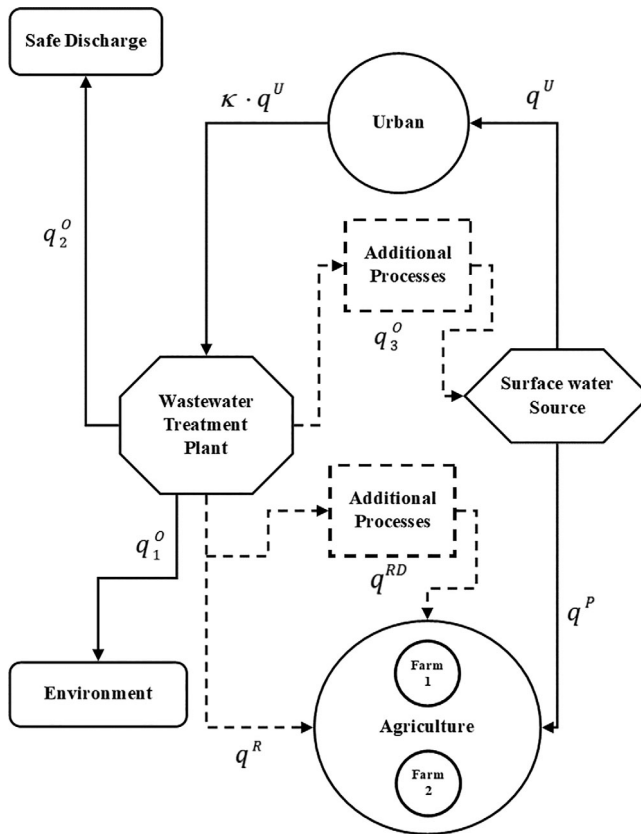 Safe Discharge
κ · q^U
Urban
q^U
q_2^O
Additional
Processes
q_3^O
Wastewater
Treatment
Plant
Surface water
Source
Additional
Processes
q_1^O
q^RD
q^P
Environment
Farm
1
Agriculture
q^R
Farm
2